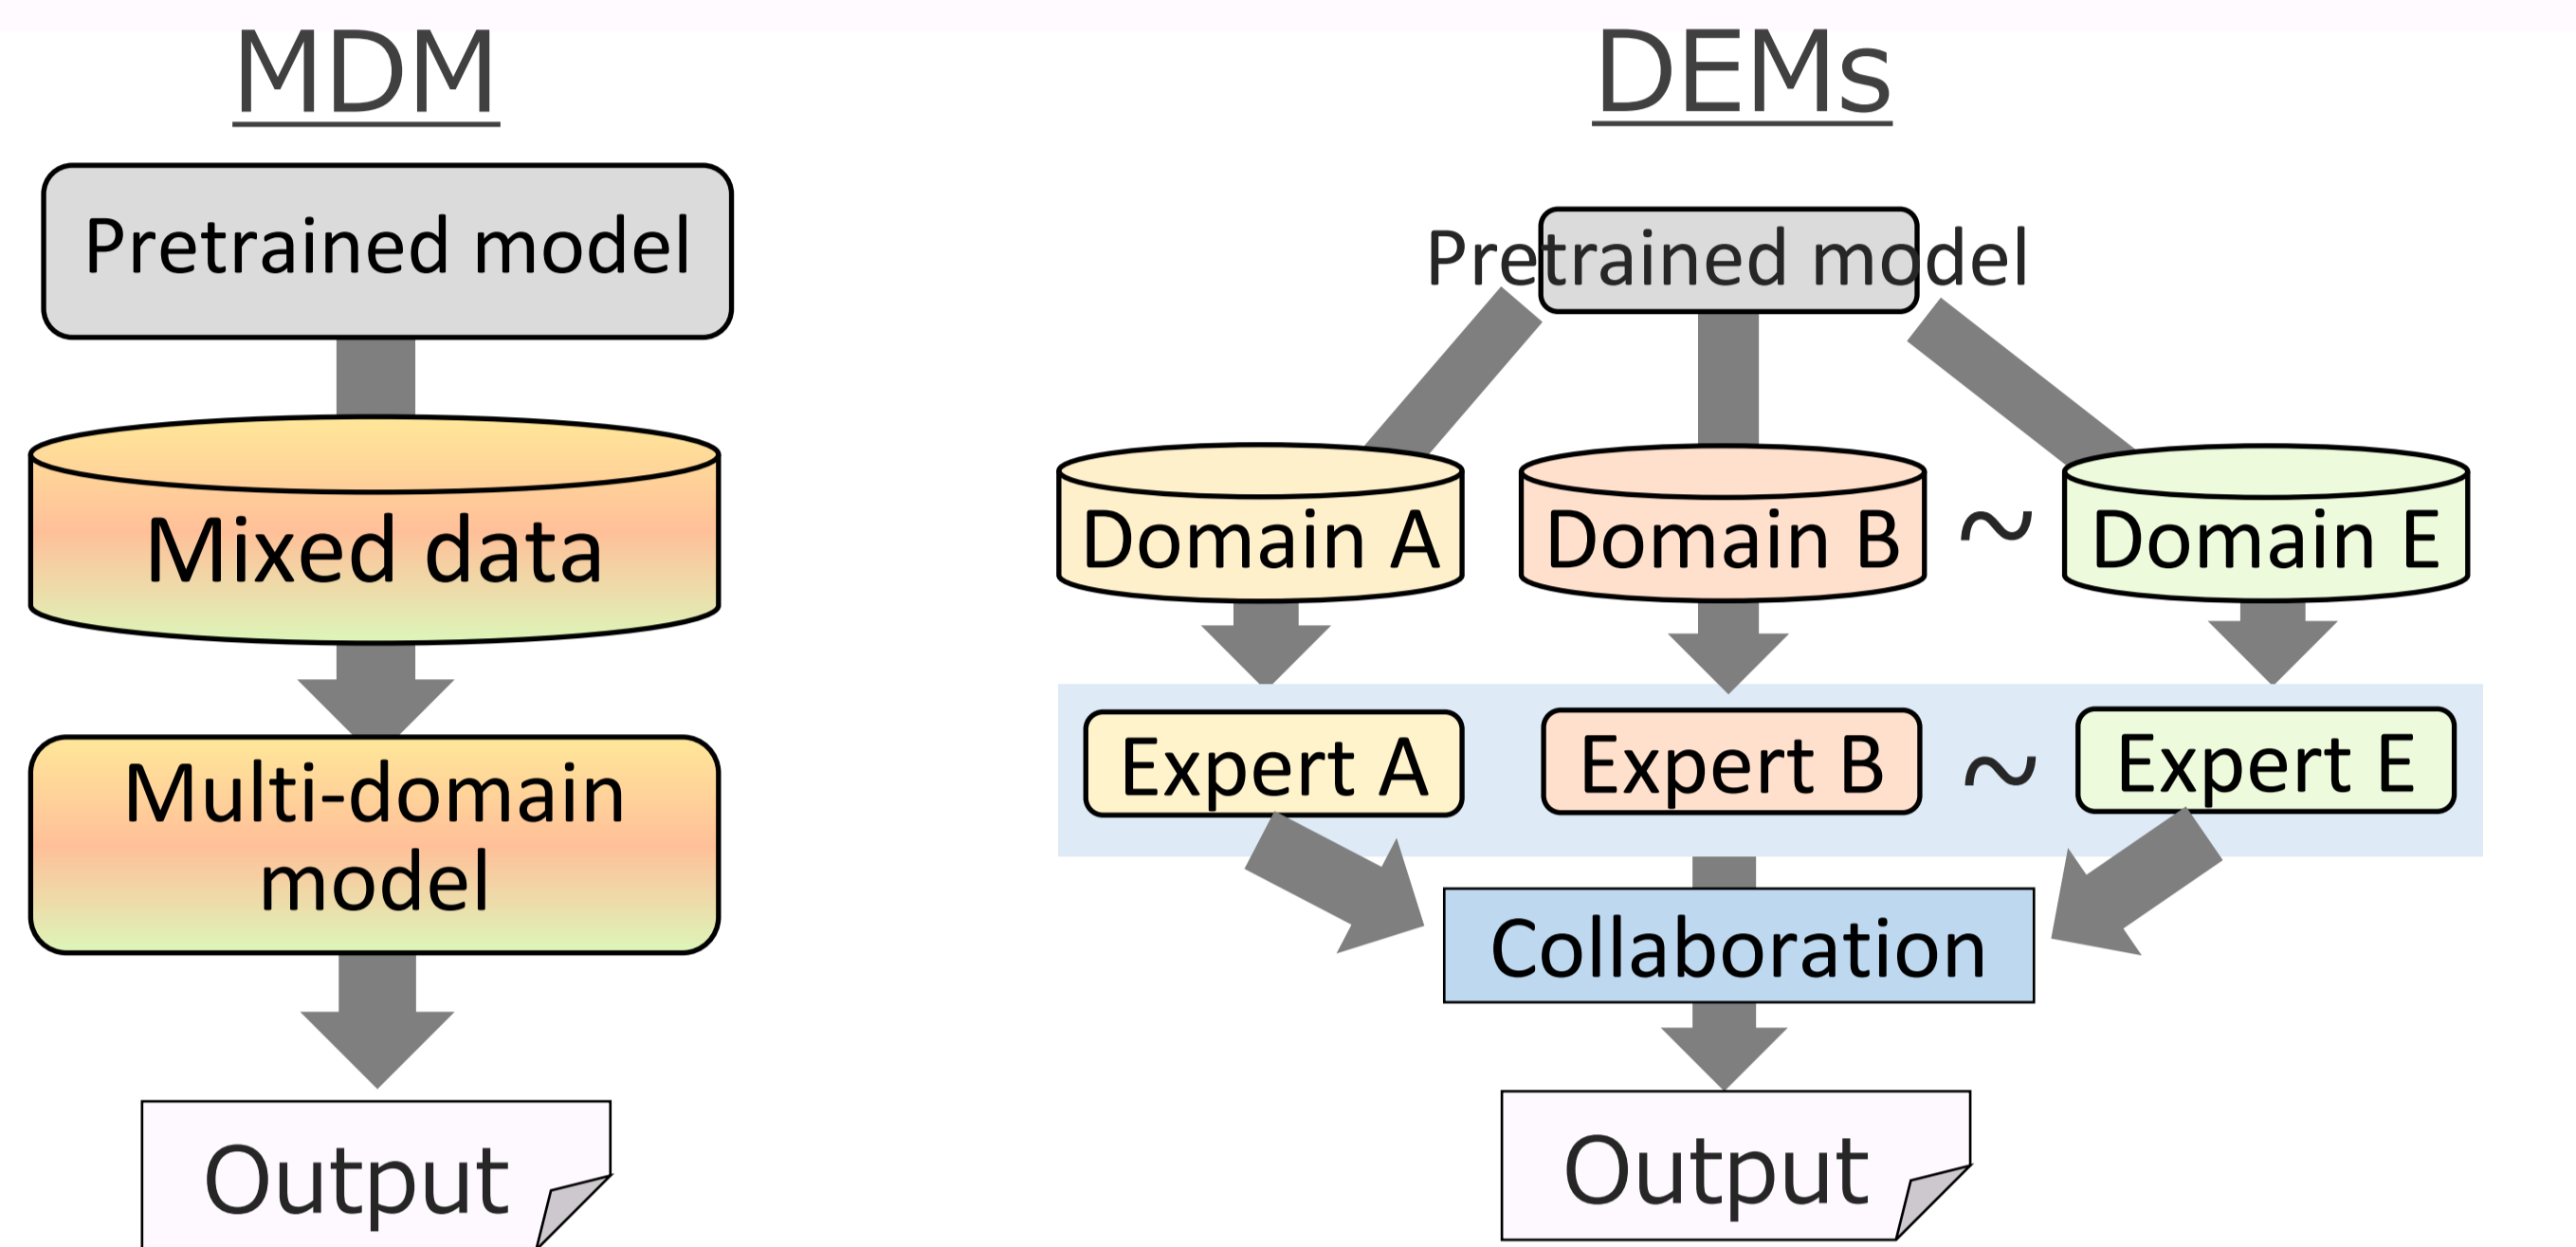 MDM
Pretrained model
Mixed data
Multi-domain
model
Output
DEMs
Pretrained model
Domain A
Domain B
~
Domain E
Expert A
Expert B
~
Expert E
Collaboration
Output